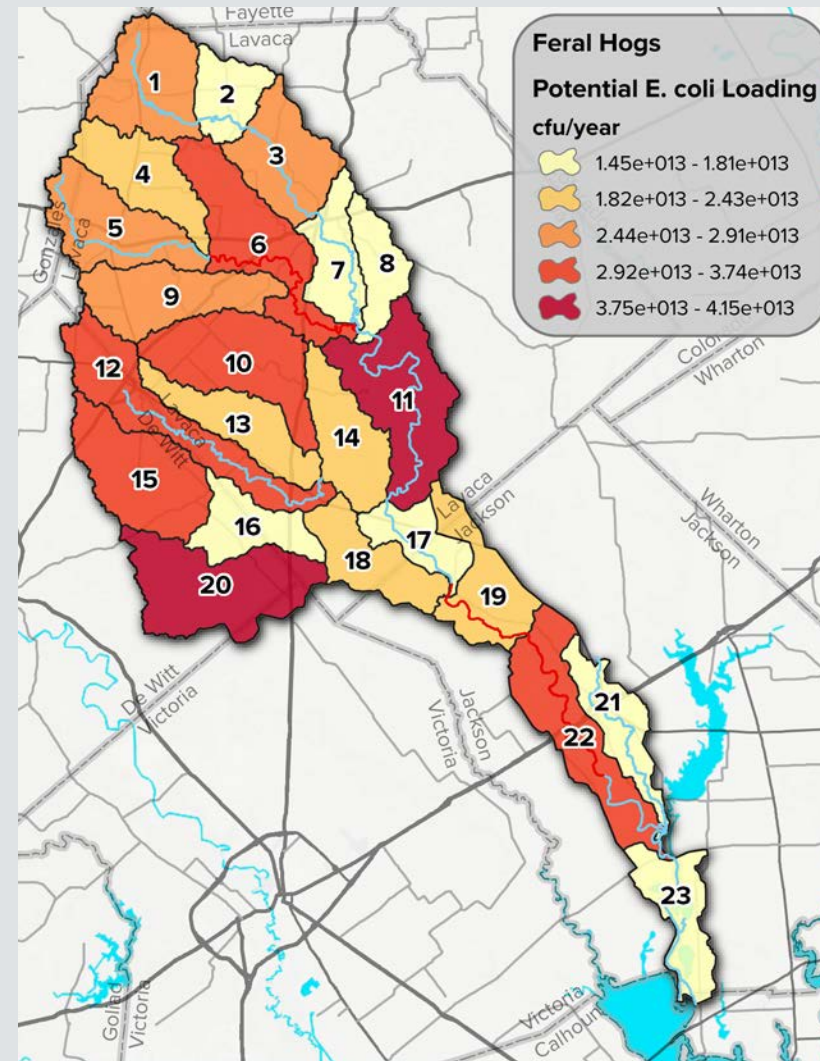 Fayette
Lavaca
Feral Hogs
Potential E. coli Loading
cfu/year
1.45e+013 - 1.81e+013
1.82e+013 - 2.43e+013
2.44e+013 - 2.91e+013
2.92e+013 - 3.74e+013
3.75e+013 - 4.15e+013
1
2
3
4
5
Gonzales
Lavaca
6
7
8
9
10
Wharton
11
12
13
Lavaca
De Witt
14
15
16
Lavaca
Jackson
Wharton
Jackson
17
18
19
20
De Witt
Victoria
Jackson
Victoria
21
22
23
Goliad
Victoria
Victoria
Calhoun